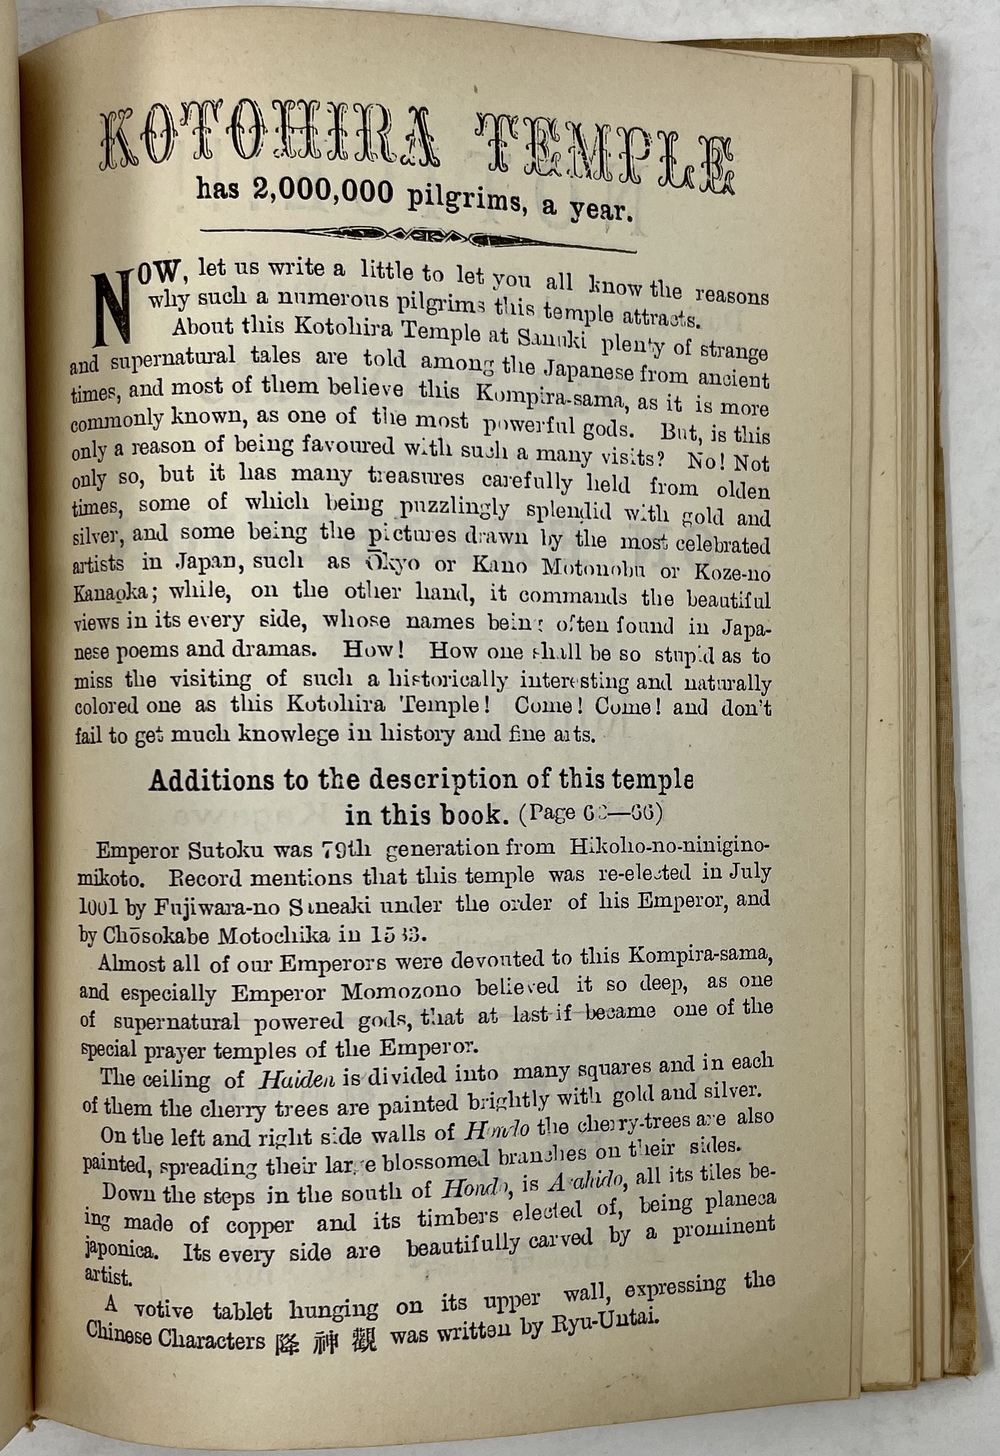 KOTOHIRA TEMPLE
has 2,000,000 pilgrims, a year.
NOW, let us write a little to let you all know the reasons
why such a numerous pilgrims this temple attracts.
About this Kotohira Temple at Sanuki plenty of strange
and supernatural tales are told among the Japanese from ancient
times, and most of them believe this Kompira-sama, as it is more
commonly known, as one of the most powerful gods. But, is this
only a reason of being favoured with such a many visits? No! Not
only so, but it has many treasures carefully held from olden
times, some of which being puzzlingly splendid with gold and
silver, and some being the pictures drawn by the most celebrated
artists in Japan, such as Ōkyo or Kano Motonobu or Koze-no
Kanaoka; while, on the other hand, it commands the beautiful
views in its every side, whose names being often found in Japa-
nese poems and dramas. How! How one shall be so stupid as to
miss the visiting of such a historically interesting and naturally
colored one as this Kotohira Temple! Come! Come! and don't
fail to get much knowlege in history and fine arts.
Additions to the description of this temple
in this book. (Page 6 —66)
Emperor Sutoku was 79th generation from Hikoho-no-ninigino-
mikoto. Record mentions that this temple was re-elected in July
1001 by Fujiwara-no Saneaki under the order of his Emperor, and
by Chōsokabe Motochika in
Almost all of our Emperors were devouted to this Kompira-sama,
and especially Emperor Momozono believed it so deep, as one
of supernatural powered gods, that at last if became one of the
special prayer temples of the Emperor.
The ceiling of Haiden is divided into many squares and in each
of them the cherry trees are painted brightly with gold and silver.
On the left and right side walls of Hondo the cherry-trees are also
painted, spreading their large blossomed branches on their sides.
Down the steps in the south of Hondo, is Asahido, all its tiles be-
ing made of copper and its timbers elected of, being planeca
japonica. Its every side are beautifully carved by a prominent
artist.
A votive tablet hunging on its upper wall, expressing the
Chinese Characters 降神觀 was written by Ryu-Untai.